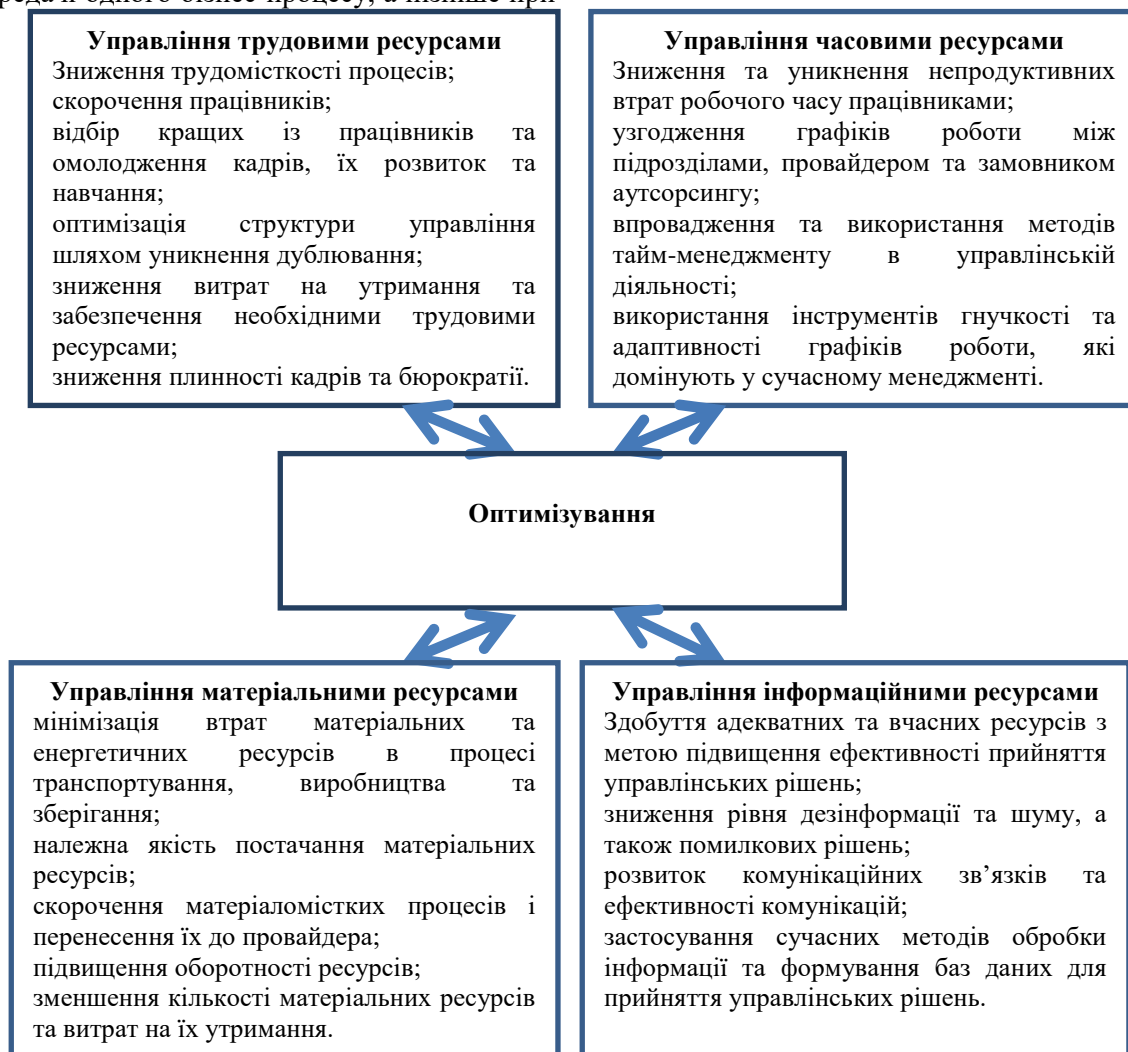 одного бізнес-процесу, а пізніше при
Управління трудовими ресурсами
Зниження трудомісткості процесів;
скорочення працівників;
відбір кращих із працівників та
омолодження кадрів, їх розвиток та
навчання;
оптимізація структури управління
шляхом уникнення дублювання;
зниження витрат на утримання та
забезпечення необхідними трудовими
ресурсами;
зниження плинності кадрів та бюрократії.
Управління часовими ресурсами
Зниження та уникнення непродуктивних
втрат робочого часу працівниками;
узгодження графіків роботи між
підрозділами, провайдером та замовником
аутсорсингу;
впровадження та використання методів
тайм-менеджменту в управлінській
діяльності;
використання інструментів гнучкості та
адаптивності графіків роботи, які
домінують у сучасному менеджменті.
Оптимізування
Управління матеріальними ресурсами
мінімізація втрат матеріальних та
енергетичних ресурсів в процесі
транспортування, виробництва та
зберігання;
належна якість постачання матеріальних
ресурсів;
скорочення матеріаломістких процесів і
перенесення їх до провайдера;
підвищення оборотності ресурсів;
зменшення кількості матеріальних ресурсів
та витрат на їх утримання.
Управління інформаційними ресурсами
Здобуття адекватних та вчасних ресурсів з
метою підвищення ефективності прийняття
управлінських рішень;
зниження рівня дезінформації та шуму, а
також помилкових рішень;
розвиток комунікаційних зв’язків та
ефективності комунікацій;
застосування сучасних методів обробки
інформації та формування баз даних для
прийняття управлінських рішень.